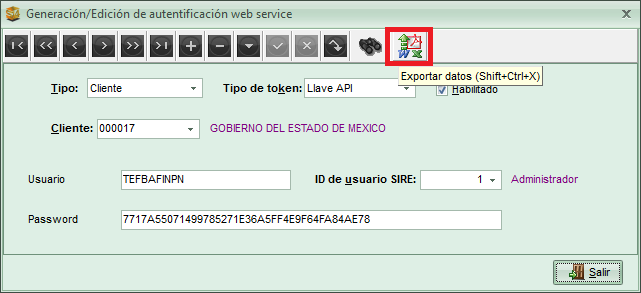 Generación/Edición de autentificación web service
Exportar datos (Shift+Ctrl+X)
Tipo: Cliente Tipo de token: Llave API Habilitado
Cliente: 000017 GOBIERNO DEL ESTADO DE MEXICO
Usuario TEFBAFINPN ID de usuario SIRE: 1 Administrador
Password 7717A55071499785271E36A5FF4E9F64FA84AE78
Salir